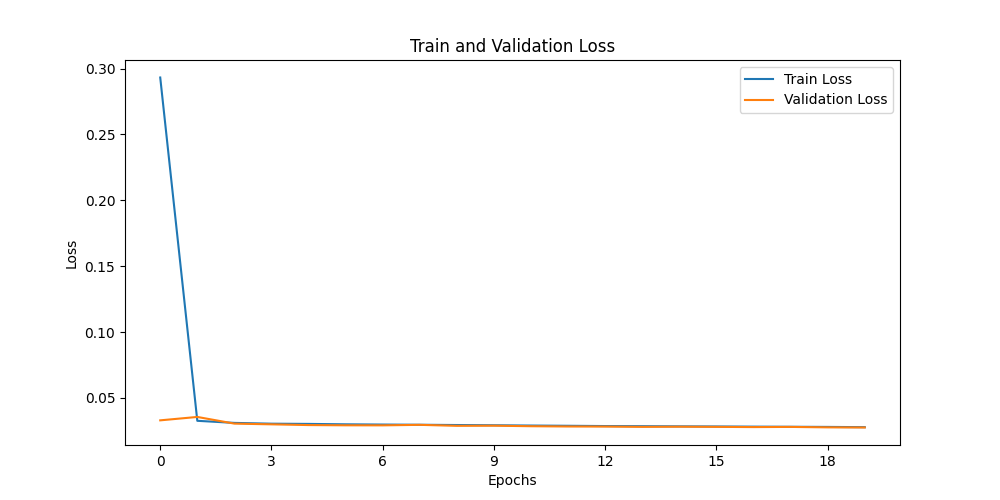 Train and Validation Loss
Train Loss
Validation Loss
0.30
0.25
0.20
0.15
0.10
0.05
Loss
0 3 6 9 12 15 18
Epochs